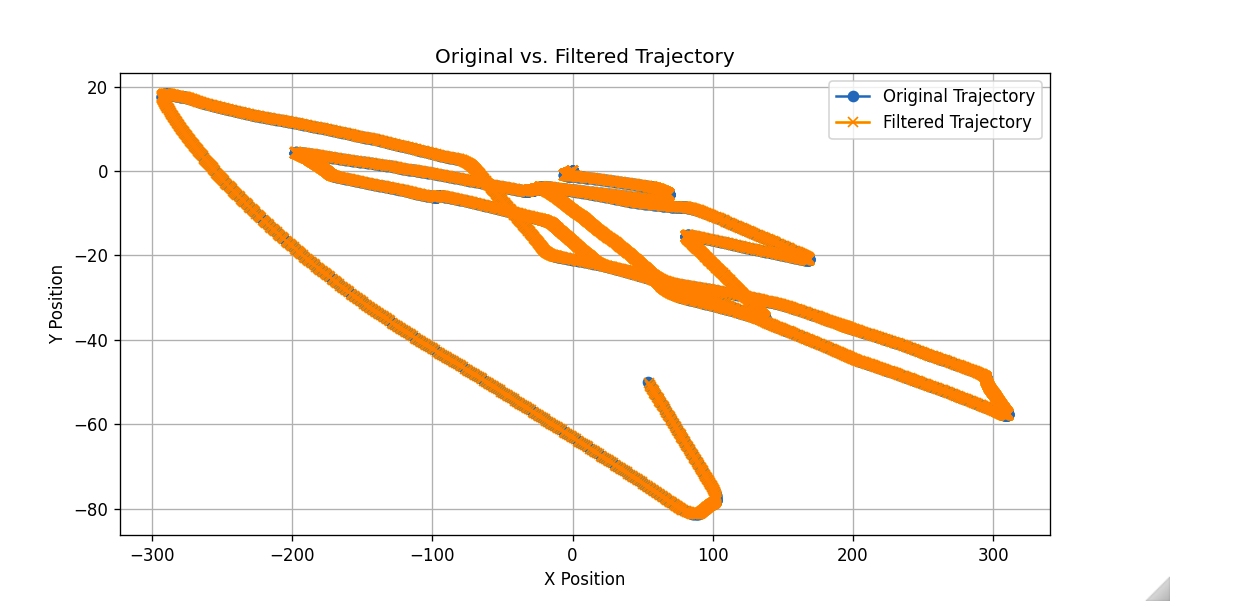 Original vs. Filtered Trajectory
Original Trajectory
Filtered Trajectory
20
0
−20
−40
−60
−80
Y Position
−300
−200
−100
0
100
200
300
X Position